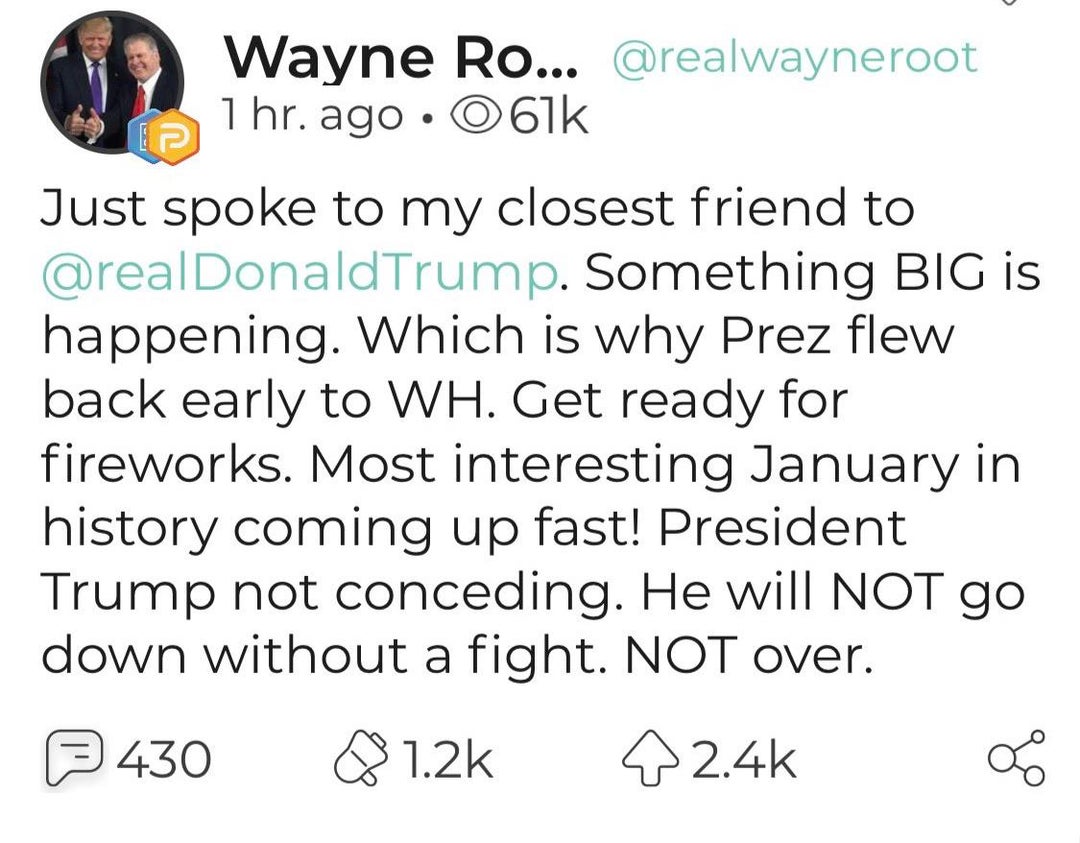 Wayne Ro... @realwayneroot
1 hr. ago • 61k
Just spoke to my closest friend to
@realDonaldTrump. Something BIG is
happening. Which is why Prez flew
back early to WH. Get ready for
fireworks. Most interesting January in
history coming up fast! President
Trump not conceding. He will NOT go
down without a fight. NOT over.
430 1.2k 2.4k